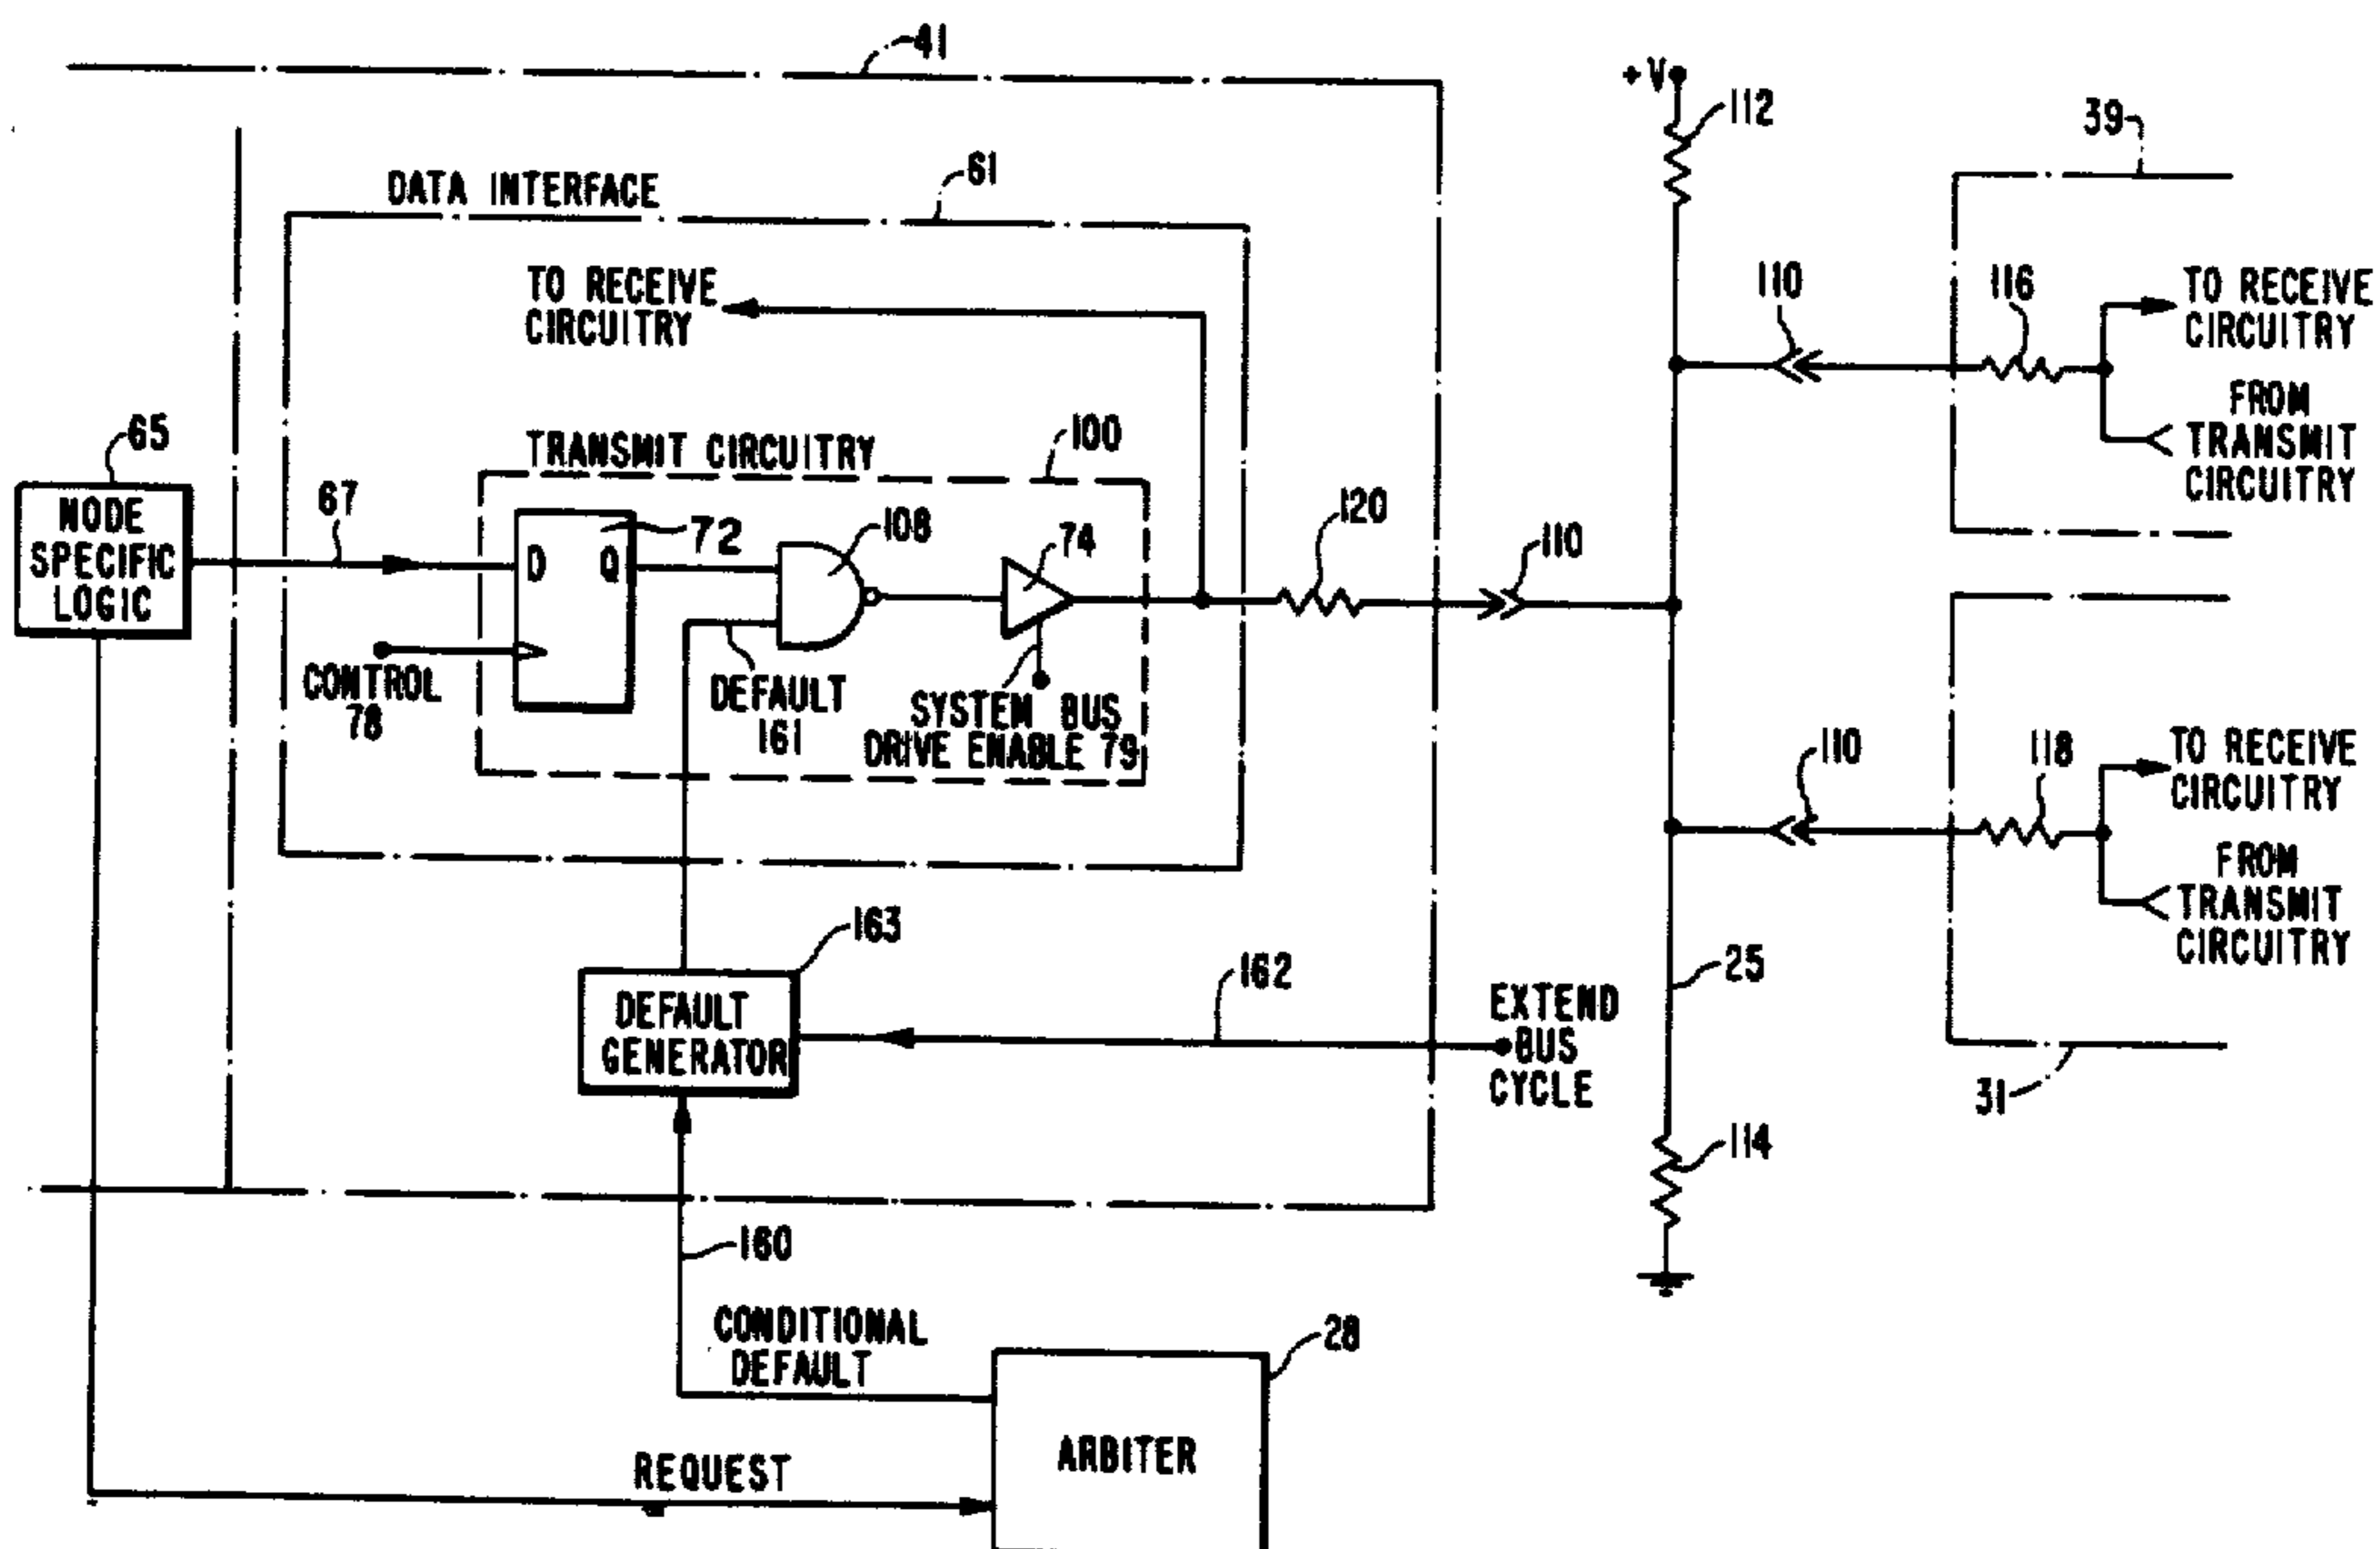 41
+V
112
39
DATA INTERFACE
61
TO RECEIVE
CIRCUITRY
110
116
TO RECEIVE
CIRCUITRY
FROM
TRANSMIT
CIRCUITRY
65
NODE
SPECIFIC
LOGIC
67
TRANSMIT CIRCUITRY
100
D
Q
72
108
74
120
110
CONTROL
78
DEFAULT
161
SYSTEM BUS
DRIVE ENABLE 79
110
118
TO RECEIVE
CIRCUITRY
FROM
TRANSMIT
CIRCUITRY
163
DEFAULT
GENERATOR
162
EXTEND
BUS
CYCLE
25
31
114
160
CONDITIONAL
DEFAULT
28
ARBITER
REQUEST